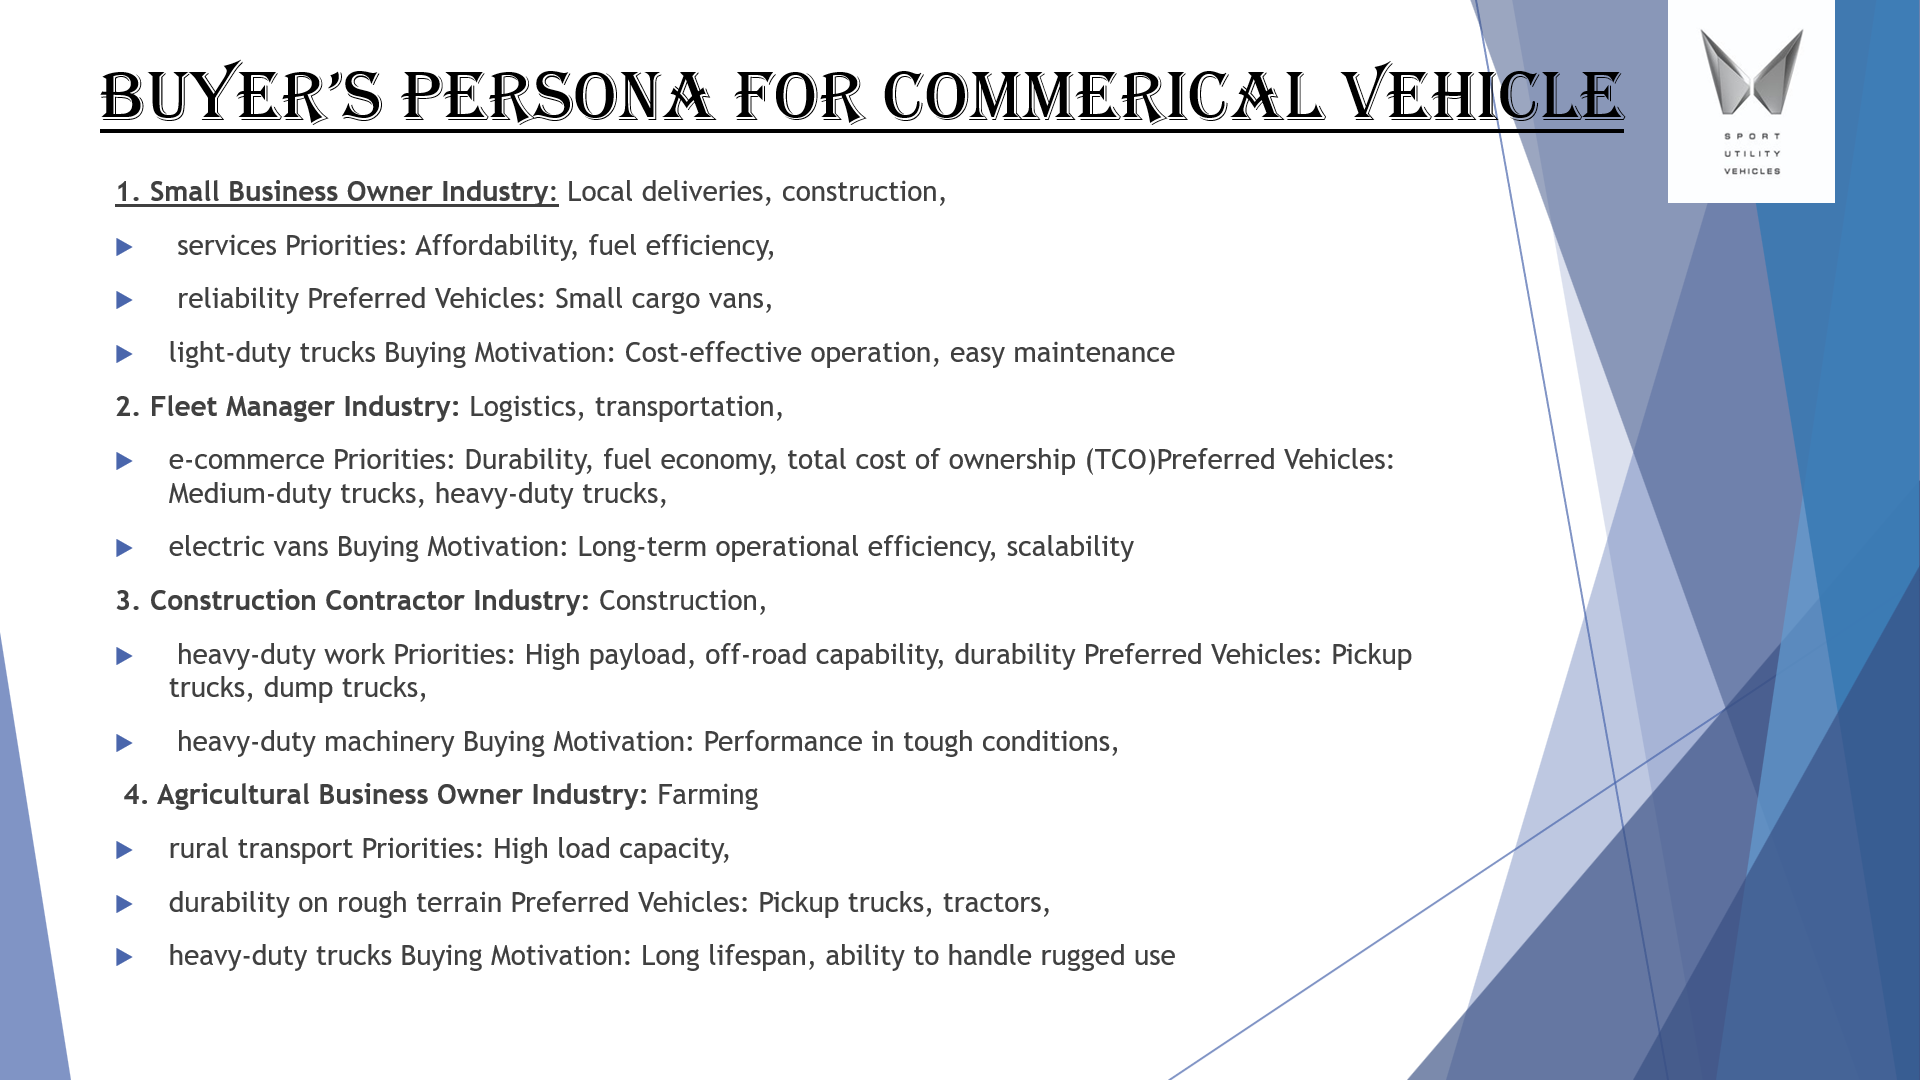 BUYER'S PERSONA FOR COMMERICAL VEHICLE
SPORT
UTILITY
VEHICLES
1. Small Business Owner Industry: Local deliveries, construction,
services Priorities: Affordability, fuel efficiency,
reliability Preferred Vehicles: Small cargo vans,
light-duty trucks Buying Motivation: Cost-effective operation, easy maintenance
2. Fleet Manager Industry: Logistics, transportation,
e-commerce Priorities: Durability, fuel economy, total cost of ownership (TCO)Preferred Vehicles:
Medium-duty trucks, heavy-duty trucks,
electric vans Buying Motivation: Long-term operational efficiency, scalability
3. Construction Contractor Industry: Construction,
heavy-duty work Priorities: High payload, off-road capability, durability Preferred Vehicles: Pickup
trucks, dump trucks,
heavy-duty machinery Buying Motivation: Performance in tough conditions,
4. Agricultural Business Owner Industry: Farming
rural transport Priorities: High load capacity,
durability on rough terrain Preferred Vehicles: Pickup trucks, tractors,
heavy-duty trucks Buying Motivation: Long lifespan, ability to handle rugged use